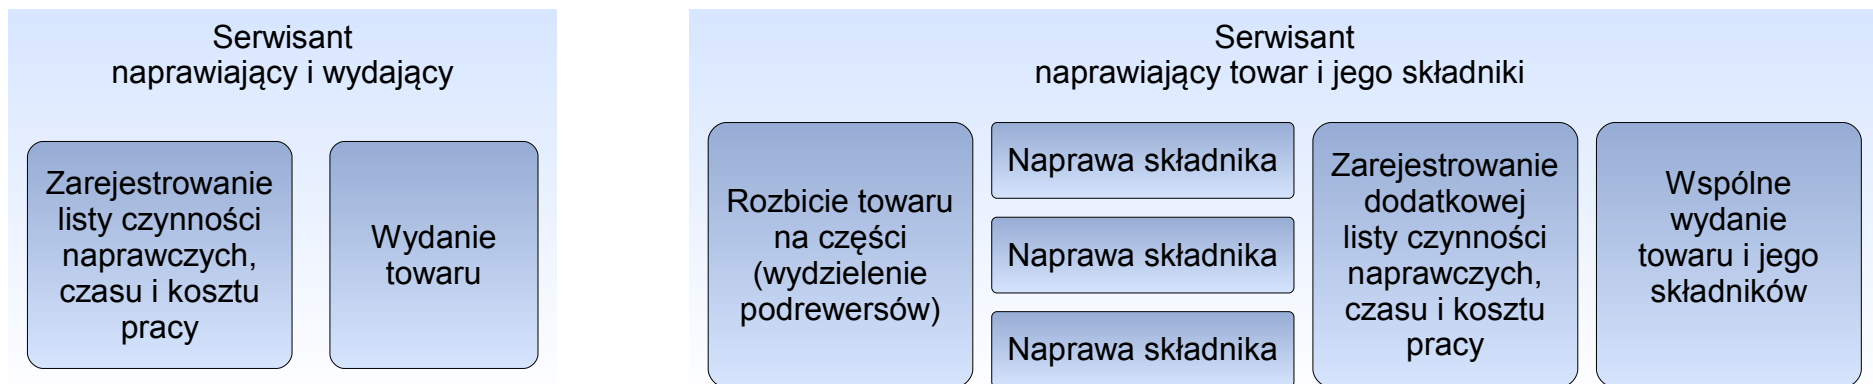 Serwisant
naprawiający i wydający
Zarejestrowanie
listy czynności
naprawczych,
czasu i kosztu
pracy
Wydanie
towaru
Serwisant
naprawiający towar i jego składniki
Rozbicie towaru
na części
(wydzielenie
podrewersów)
Naprawa składnika
Naprawa składnika
Naprawa składnika
Zarejestrowanie
dodatkowej
listy czynności
naprawczych,
czasu i kosztu
pracy
Wspólne
wydanie
towaru i jego
składników